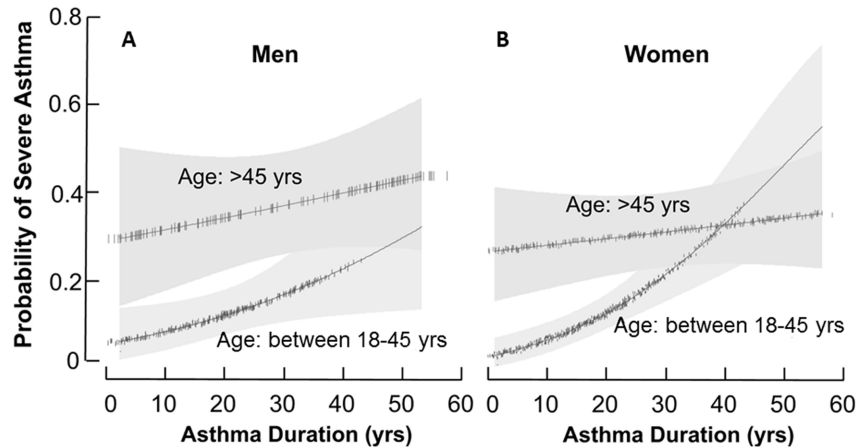 A
Men
B
Women
Probability of Severe Asthma
0.8
0.6
0.4
0.2
0
Age: >45 yrs
Age: between 18-45 yrs
Age: >45 yrs
Age: between 18-45 yrs
0 10 20 30 40 50 60
0 10 20 30 40 50 60
Asthma Duration (yrs)
Asthma Duration (yrs)